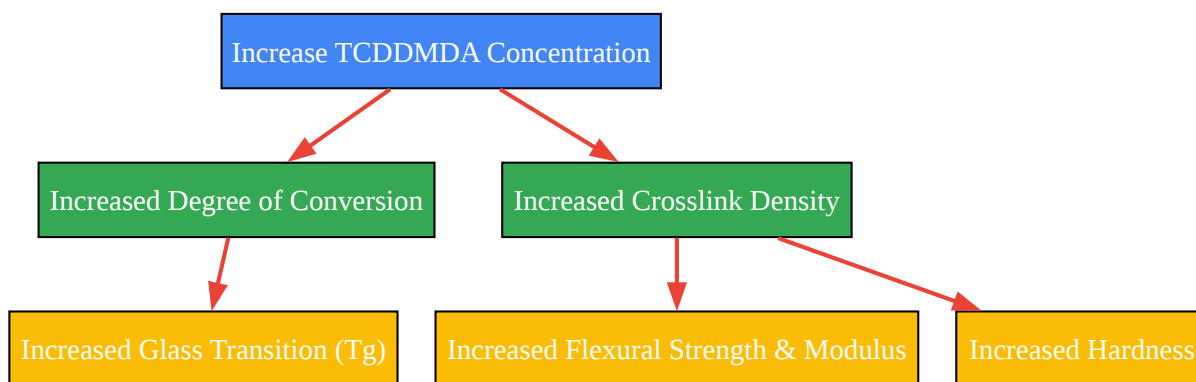 Increase TCDDMDA Concentration
Increased Degree of Conversion
Increased Crosslink Density
Increased Glass Transition (Tg)
Increased Flexural Strength & Modulus
Increased Hardness